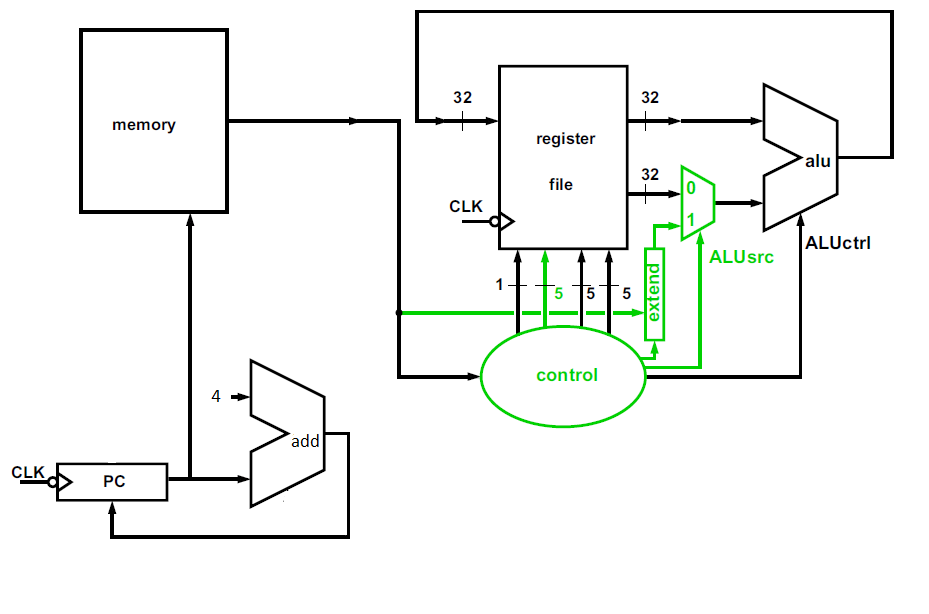 32
32
memory
register
alu
file
32
0
CLK
1
ALUctrl
ALUsrc
1
5
5
5
extend
control
4
add
CLK
PC